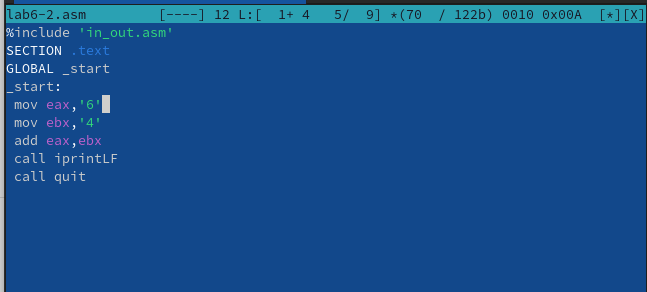 lab6-2.asm [----] 12 L:[ 1+ 4 5/ 9] *(70 / 122b) 0010 0x00A [*][X]
%include 'in_out.asm'
SECTION .text
GLOBAL _start
_start:
mov eax,'6'
mov ebx,'4'
add eax,ebx
call iprintLF
call quit